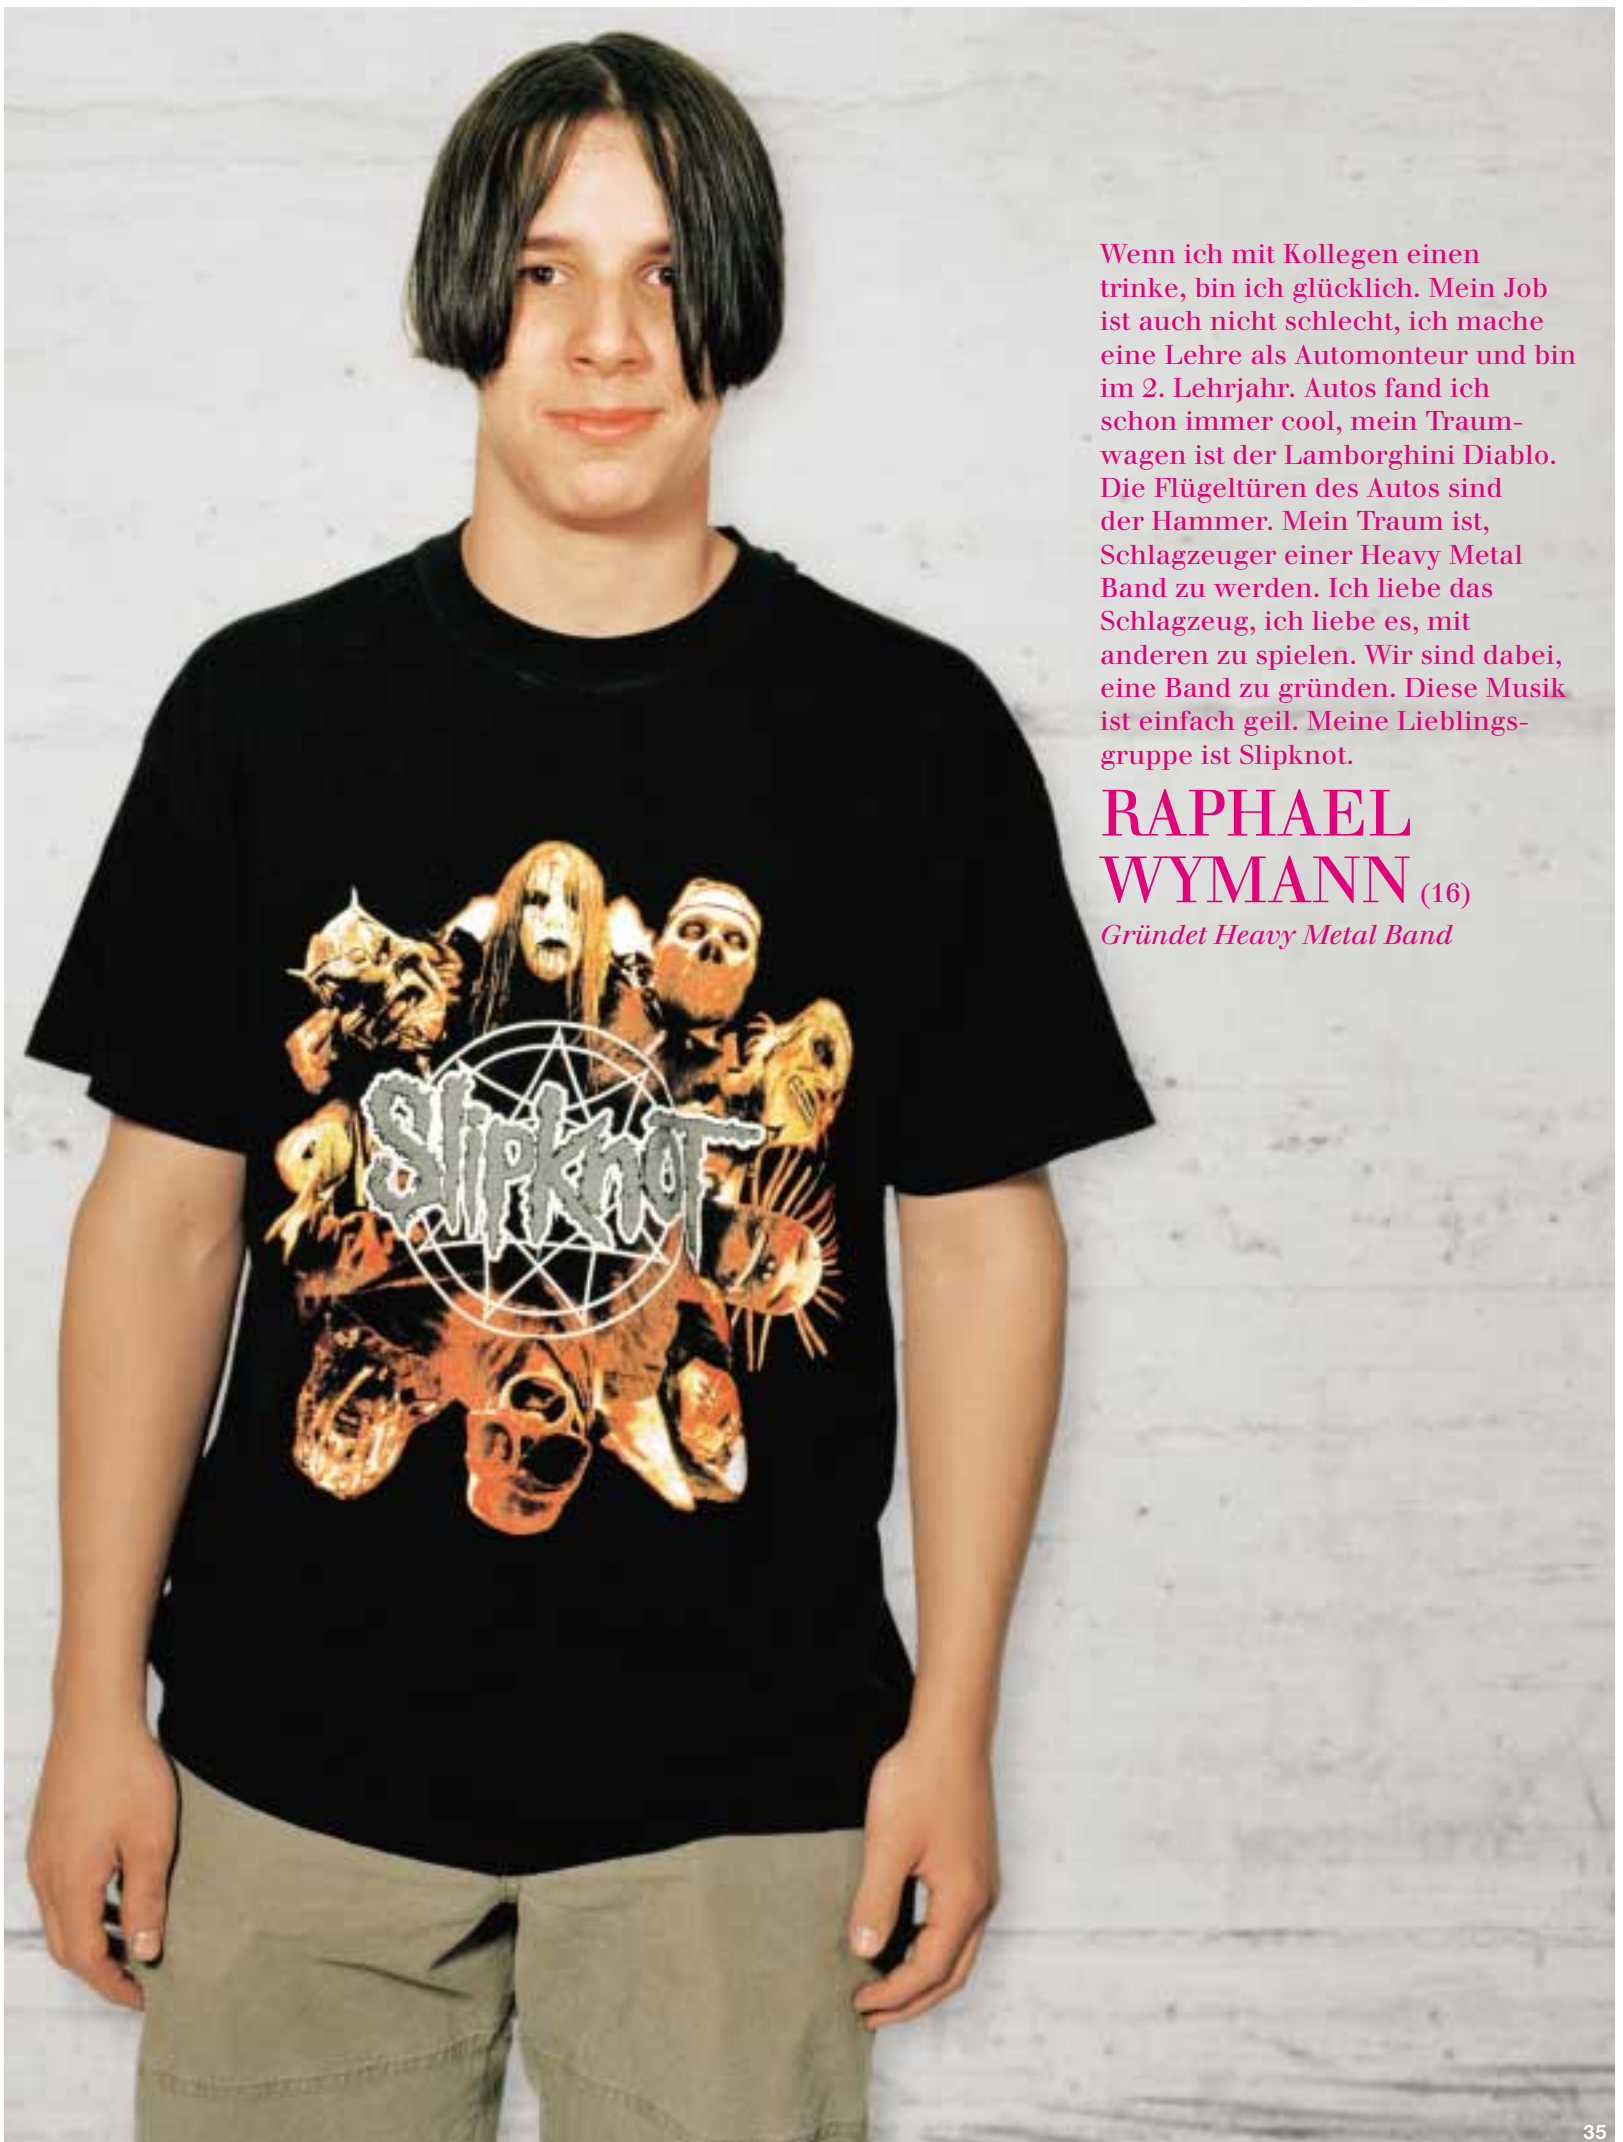 Wenn ich mit Kollegen einen
trinke, bin ich glücklich. Mein Job
ist auch nicht schlecht, ich mache
eine Lehre als Automonteur und bin
im 2. Lehrjahr. Autos fand ich
schon immer cool, mein Traum-
wagen ist der Lamborghini Diablo.
Die Flügeltüren des Autos sind
der Hammer. Mein Traum ist,
Schlagzeuger einer Heavy Metal
Band zu werden. Ich liebe das
Schlagzeug, ich liebe es, mit
anderen zu spielen. Wir sind dabei,
eine Band zu gründen. Diese Musik
ist einfach geil. Meine Lieblings-
gruppe ist Slipknot.
RAPHAEL
WYMANN (16)
Gründet Heavy Metal Band
Slipknot
35